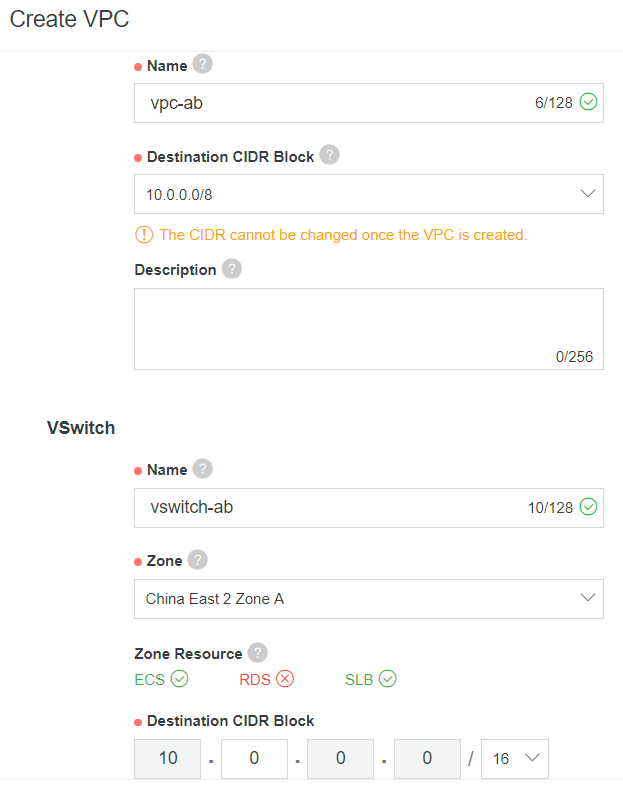 Create VPC
Name ?
vpc-ab 6/128
Destination CIDR Block ?
10.0.0.0/8
! The CIDR cannot be changed once the VPC is created.
Description ?
0/256
VSwitch
Name ?
vswitch-ab 10/128
Zone ?
China East 2 Zone A
Zone Resource ?
ECS RDS SLB
Destination CIDR Block
10 . 0 . 0 . 0 / 16